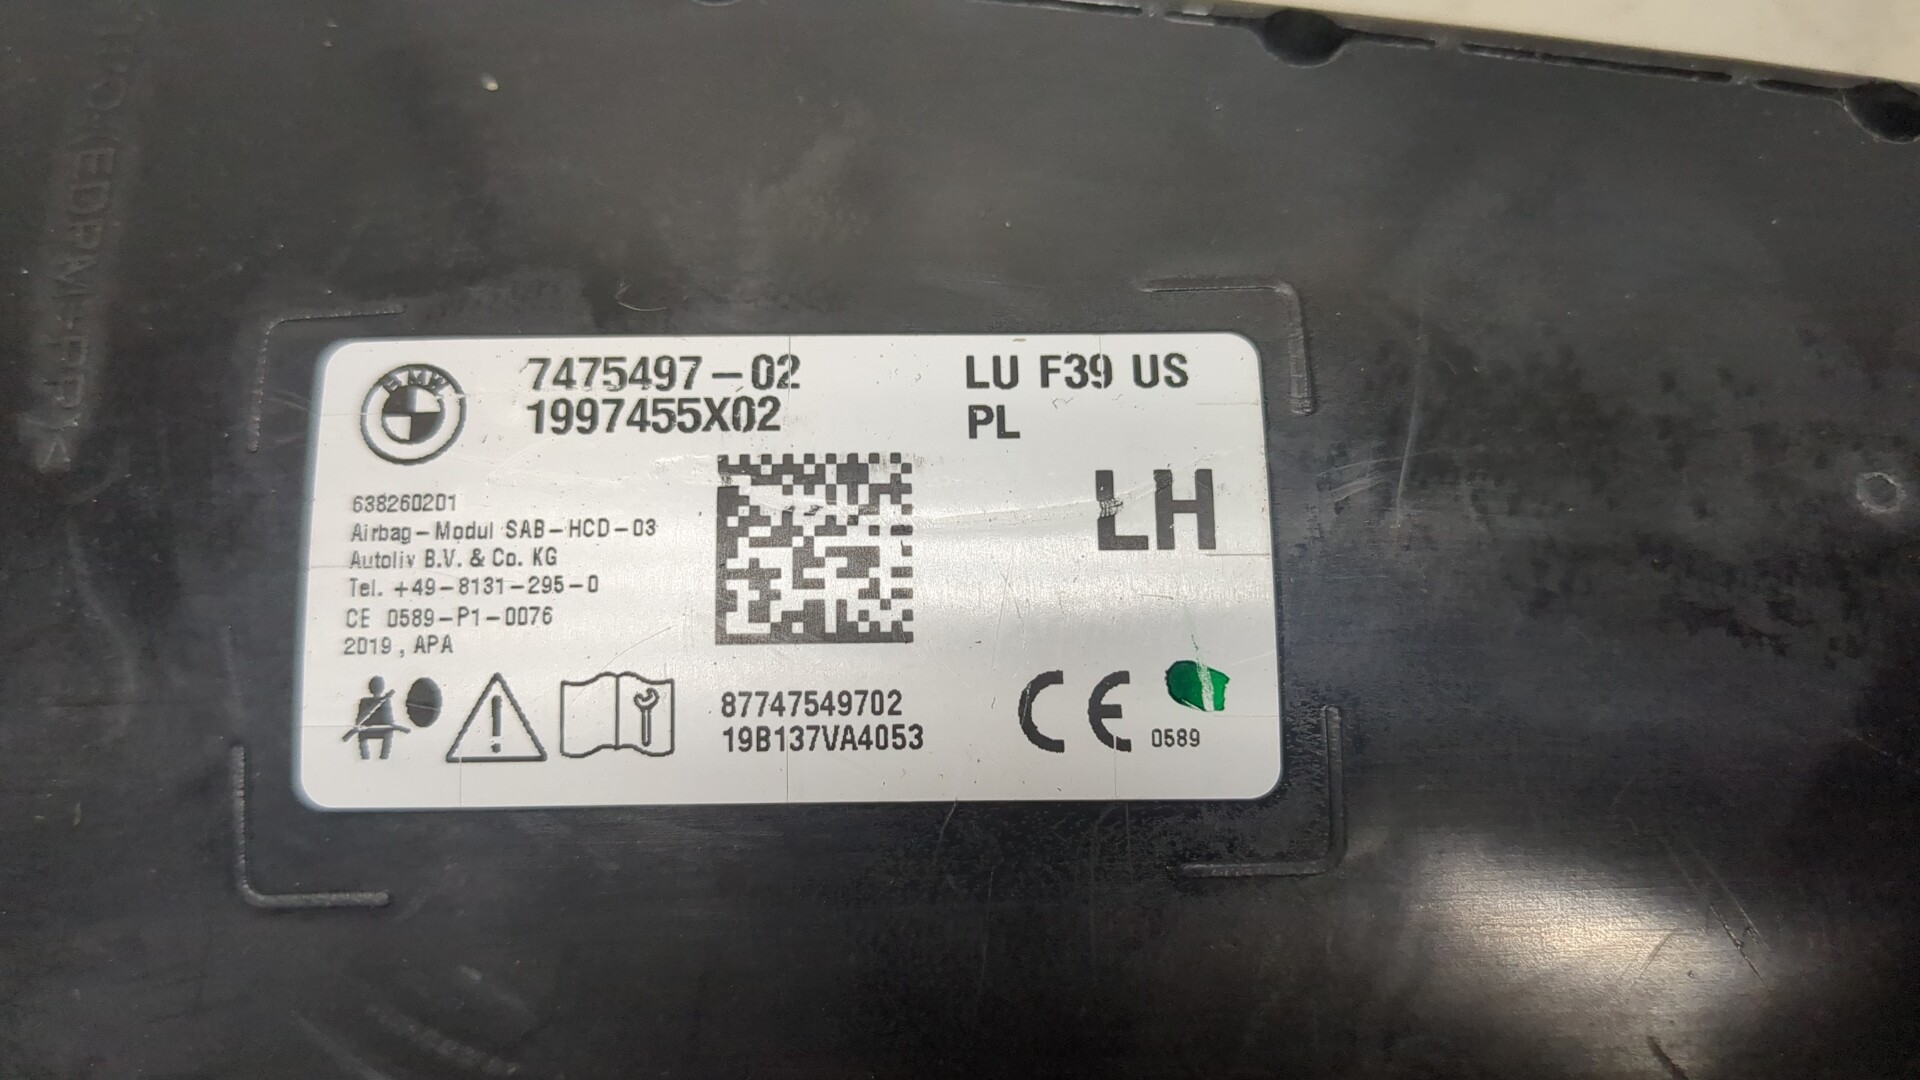 BMW
7475497-02
1997455X02
LU F39 US
PL
LH
638260201
Airbag-Modul SAB-HCD-03
Autoliv B.V. & Co. KG
Tel. +49-8131-295-0
CE 0589-P1-0076
2019, APA
87747549702
19B137VA4053
CE 0589